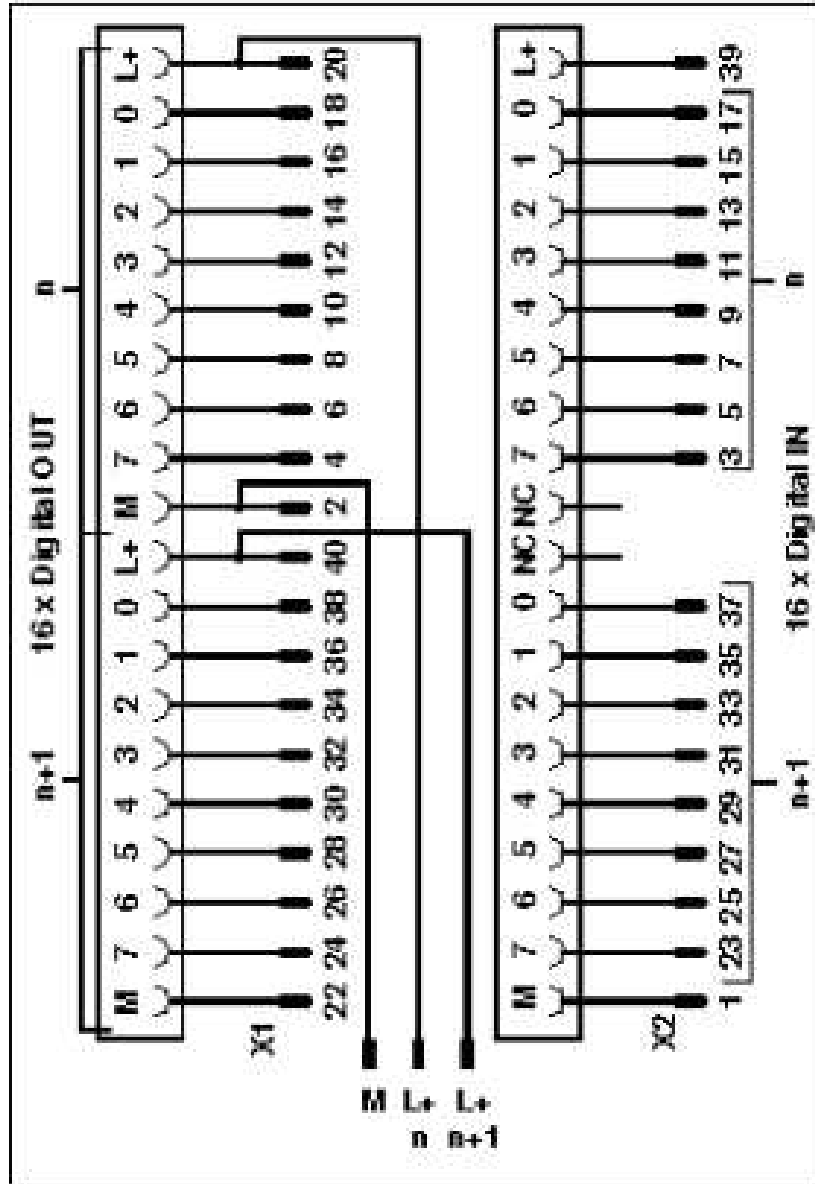 16 x Digital OUT
n+1 n
M 7 6 5 4 3 2 1 0 L+ M 7 6 5 4 3 2 1 0 L+
22 24 26 28 30 32 34 36 38 40 2 4 6 8 10 12 14 16 18 20
X1
M
L+
n
L+
n+1
M 7 6 5 4 3 2 1 0 NC NC 7 6 5 4 3 2 1 0 L+
X2
1 23 25 27 29 31 33 35 37 3 5 7 9 11 13 15 17 39
n+1 n
16 x Digital IN